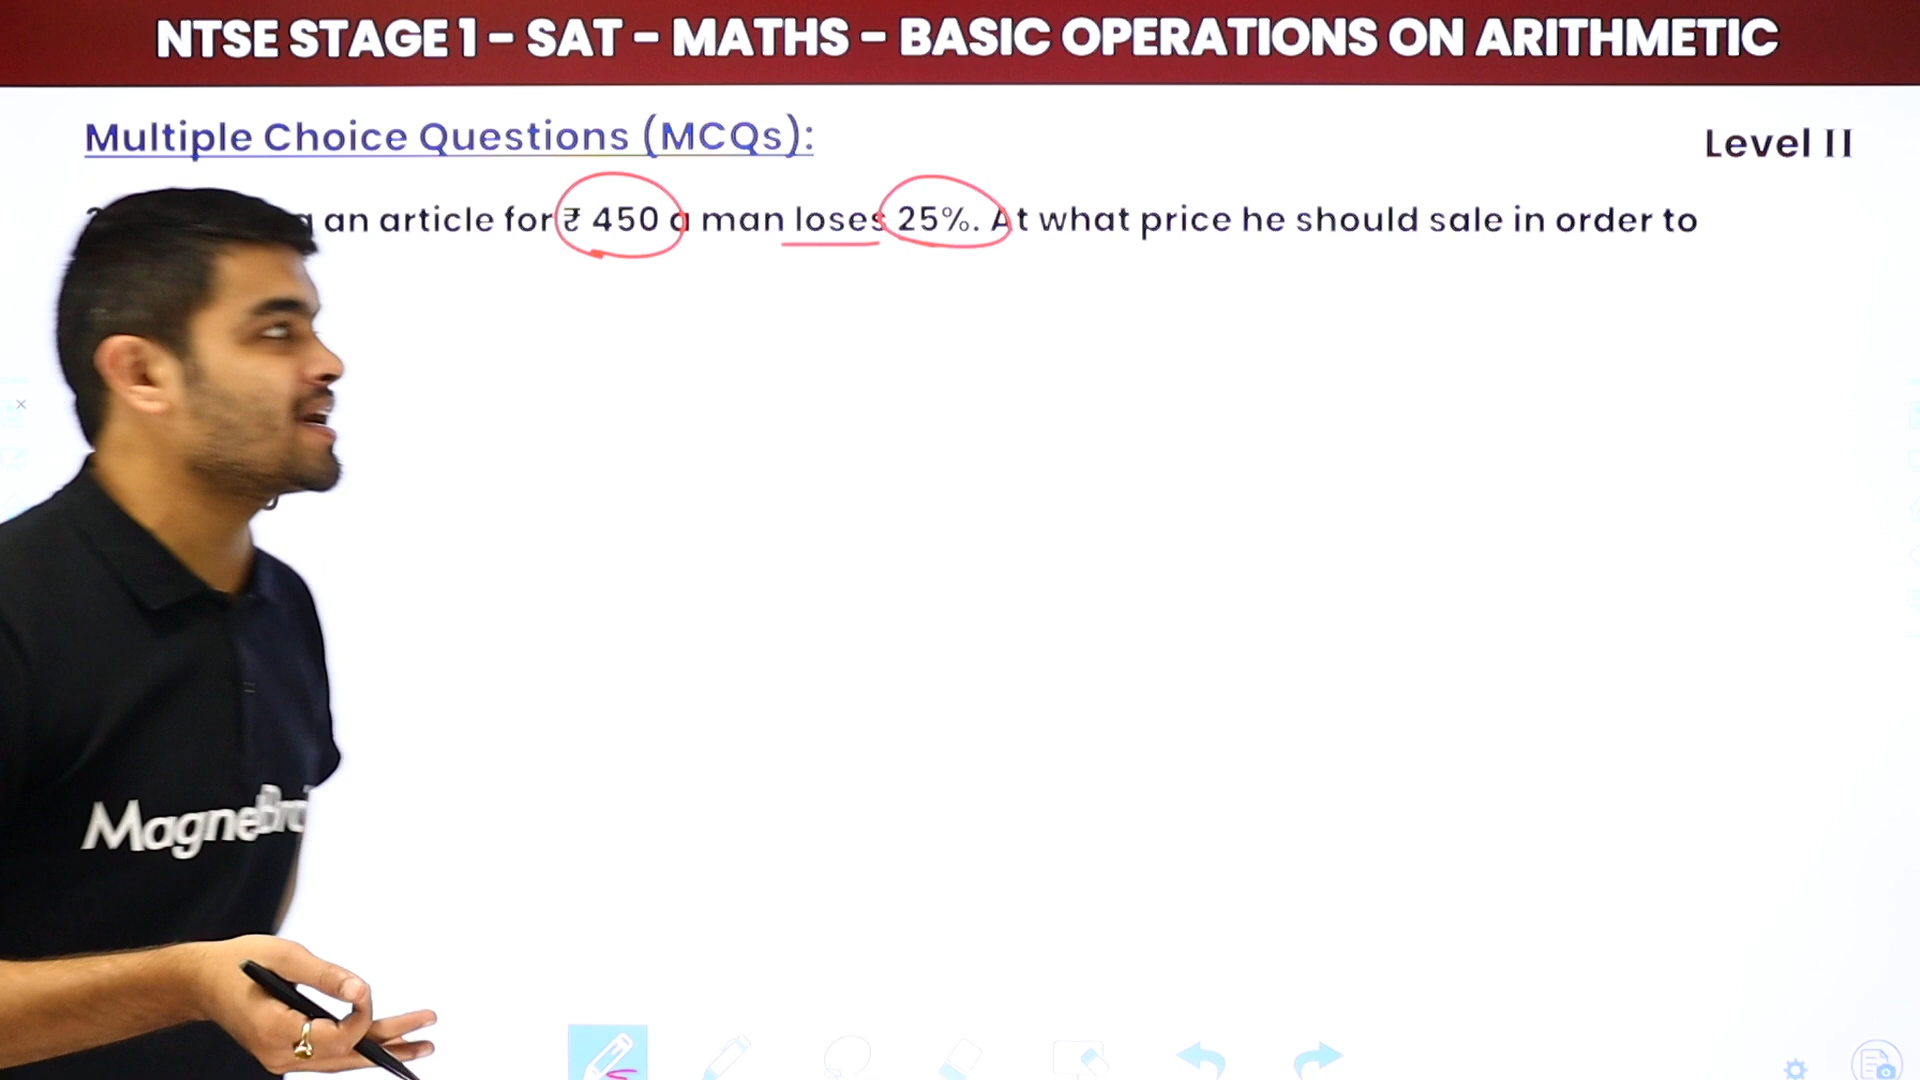 NTSE STAGE 1 - SAT - MATHS - BASIC OPERATIONS ON ARITHMETIC
Multiple Choice Questions (MCQs):
Level II
an article for ₹ 450 a man loses 25%. At what price he should sale in order to